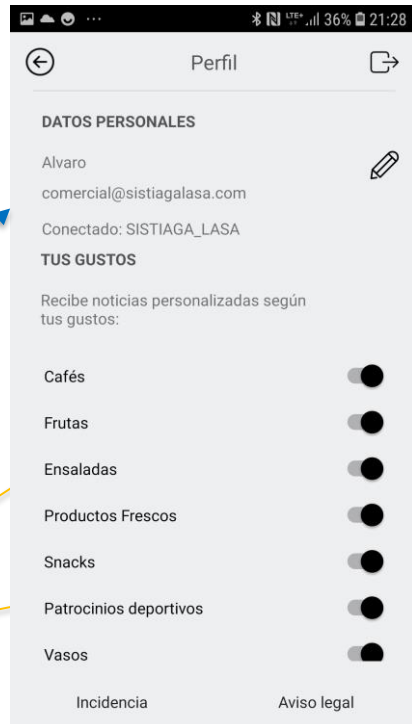 36% 21:28
Perfil
DATOS PERSONALES
Alvaro
comercial@sistiagalasa.com
Conectado: SISTIAGA_LASA
TUS GUSTOS
Recibe noticias personalizadas según
tus gustos:
Cafés
Frutas
Ensaladas
Productos Frescos
Snacks
Patrocinios deportivos
Vasos
Incidencia Aviso legal